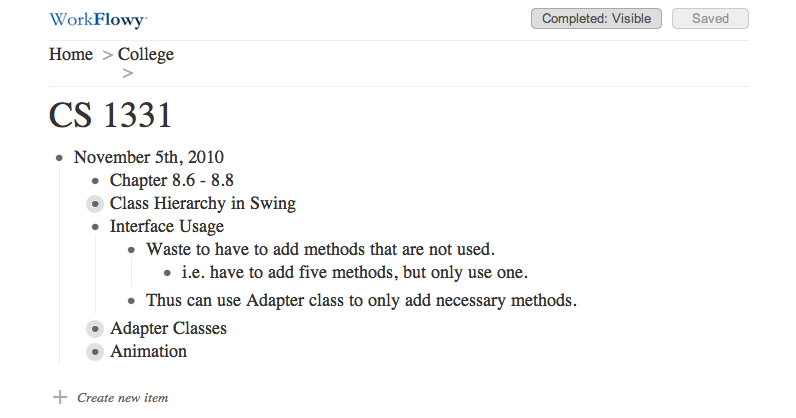 WorkFlowy
Completed: Visible
Saved
Home > College
>
CS 1331
• November 5th, 2010
• Chapter 8.6 - 8.8
• Class Hierarchy in Swing
• Interface Usage
• Waste to have to add methods that are not used.
• i.e. have to add five methods, but only use one.
• Thus can use Adapter class to only add necessary methods.
• Adapter Classes
• Animation
+ Create new item